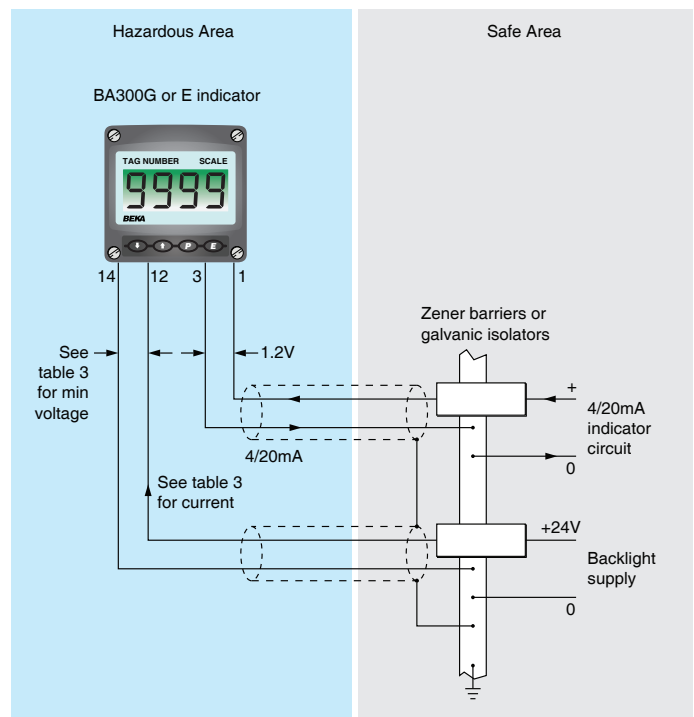 Hazardous Area
Safe Area
BA300G or E indicator
TAG NUMBER SCALE
9999
BEKA
P E
14 12 3 1
Zener barriers or
galvanic isolators
See
table 3
for min
voltage
1.2V
+
4/20mA
indicator
circuit
0
4/20mA
See table 3
for current
+24V
Backlight
supply
0